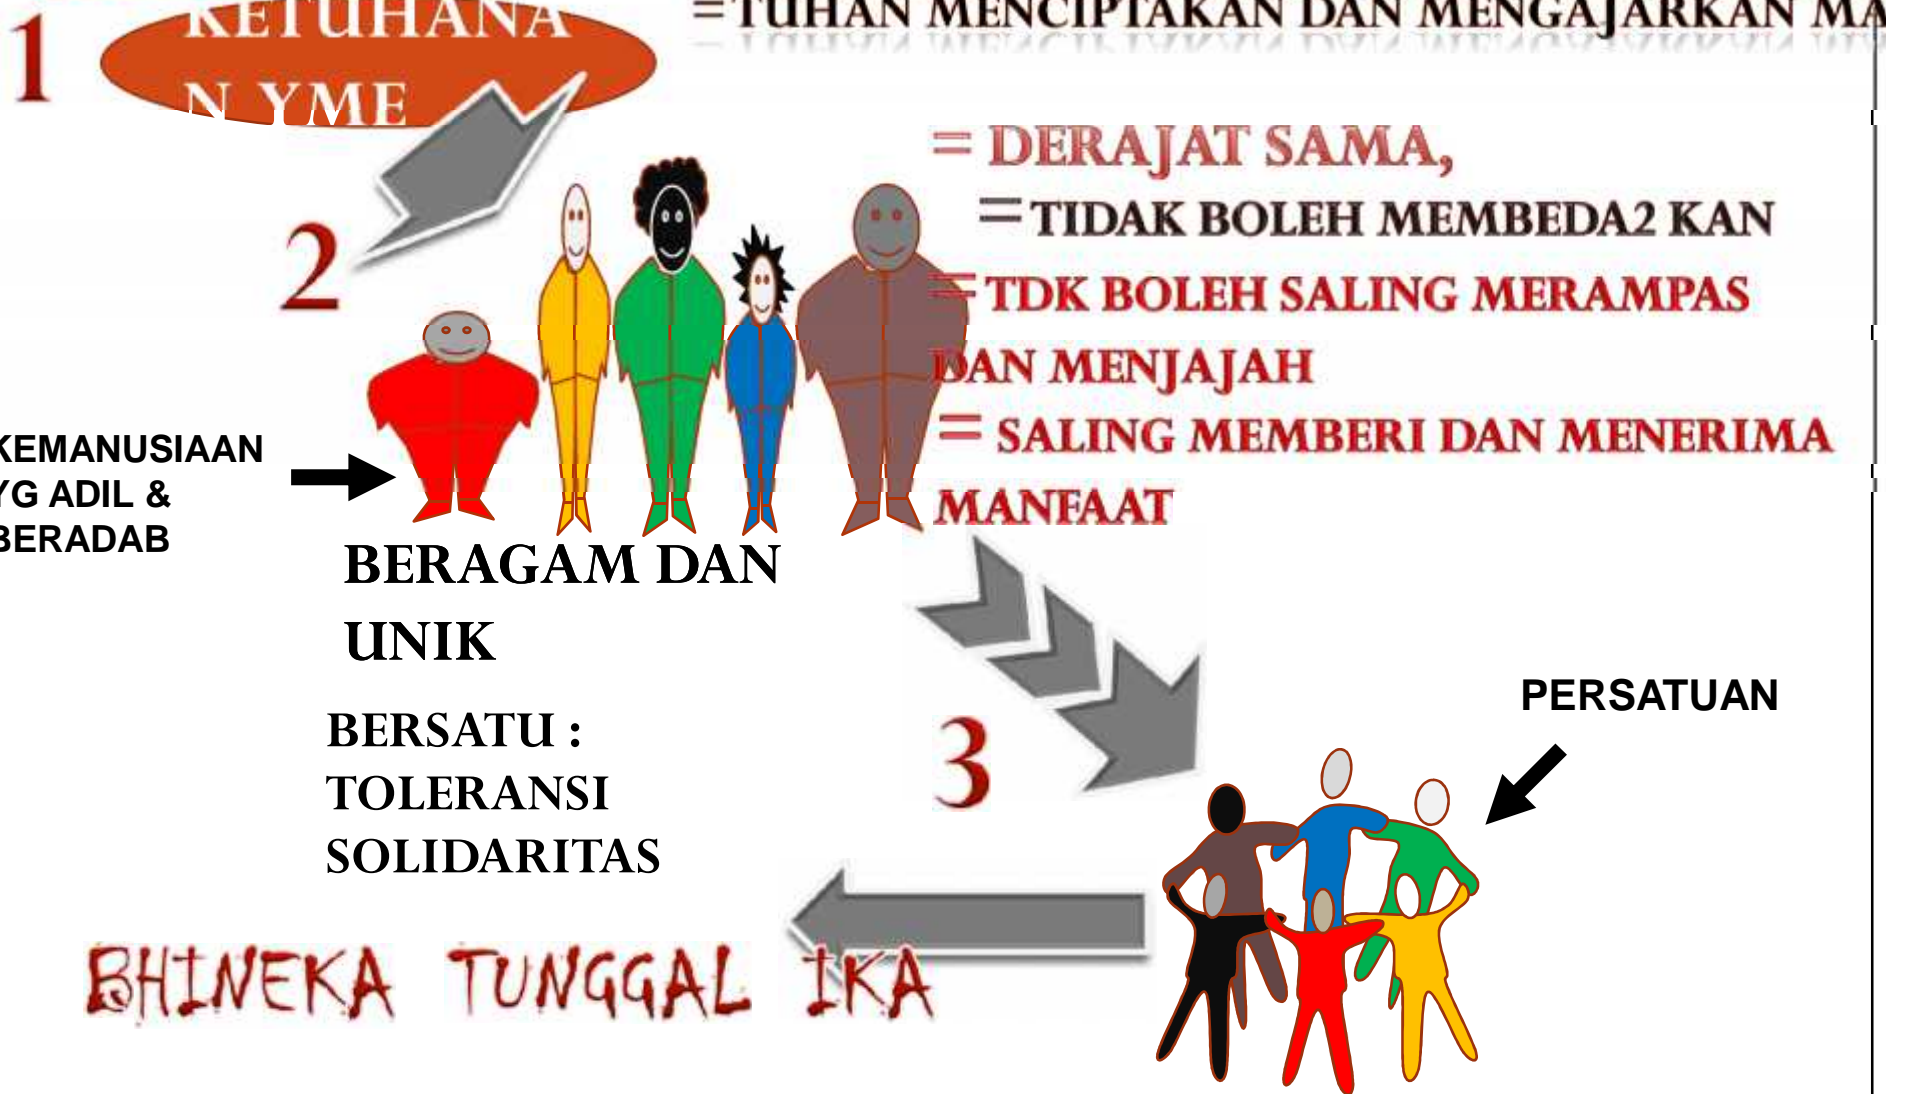 1
KETUHANA
N YME
=TUHAN MENCIPTAKAN DAN MENGAJARKAN
2
= DERAJAT SAMA,
=TIDAK BOLEH MEMBEDA2 KAN
=TDK BOLEH SALING MERAMPAS
DAN MENJAJAH
= SALING MEMBERI DAN MENERIMA
MANFAAT
KEMANUSIAAN
YG ADIL &
BERADAB
BERAGAM DAN
UNIK
BERSATU :
TOLERANSI
SOLIDARITAS
3
PERSATUAN
BHINEKA TUNGGAL IKA